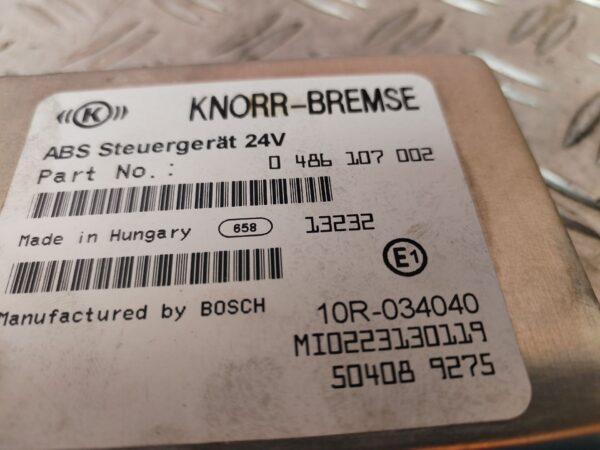 ((K)) KNORR-BREMSE
ABS Steuergerät 24V
Part No.: 0 486 107 002
Made in Hungary 658 13232
E1
Manufactured by BOSCH 10R-034040
MI0223130119
50408 9275